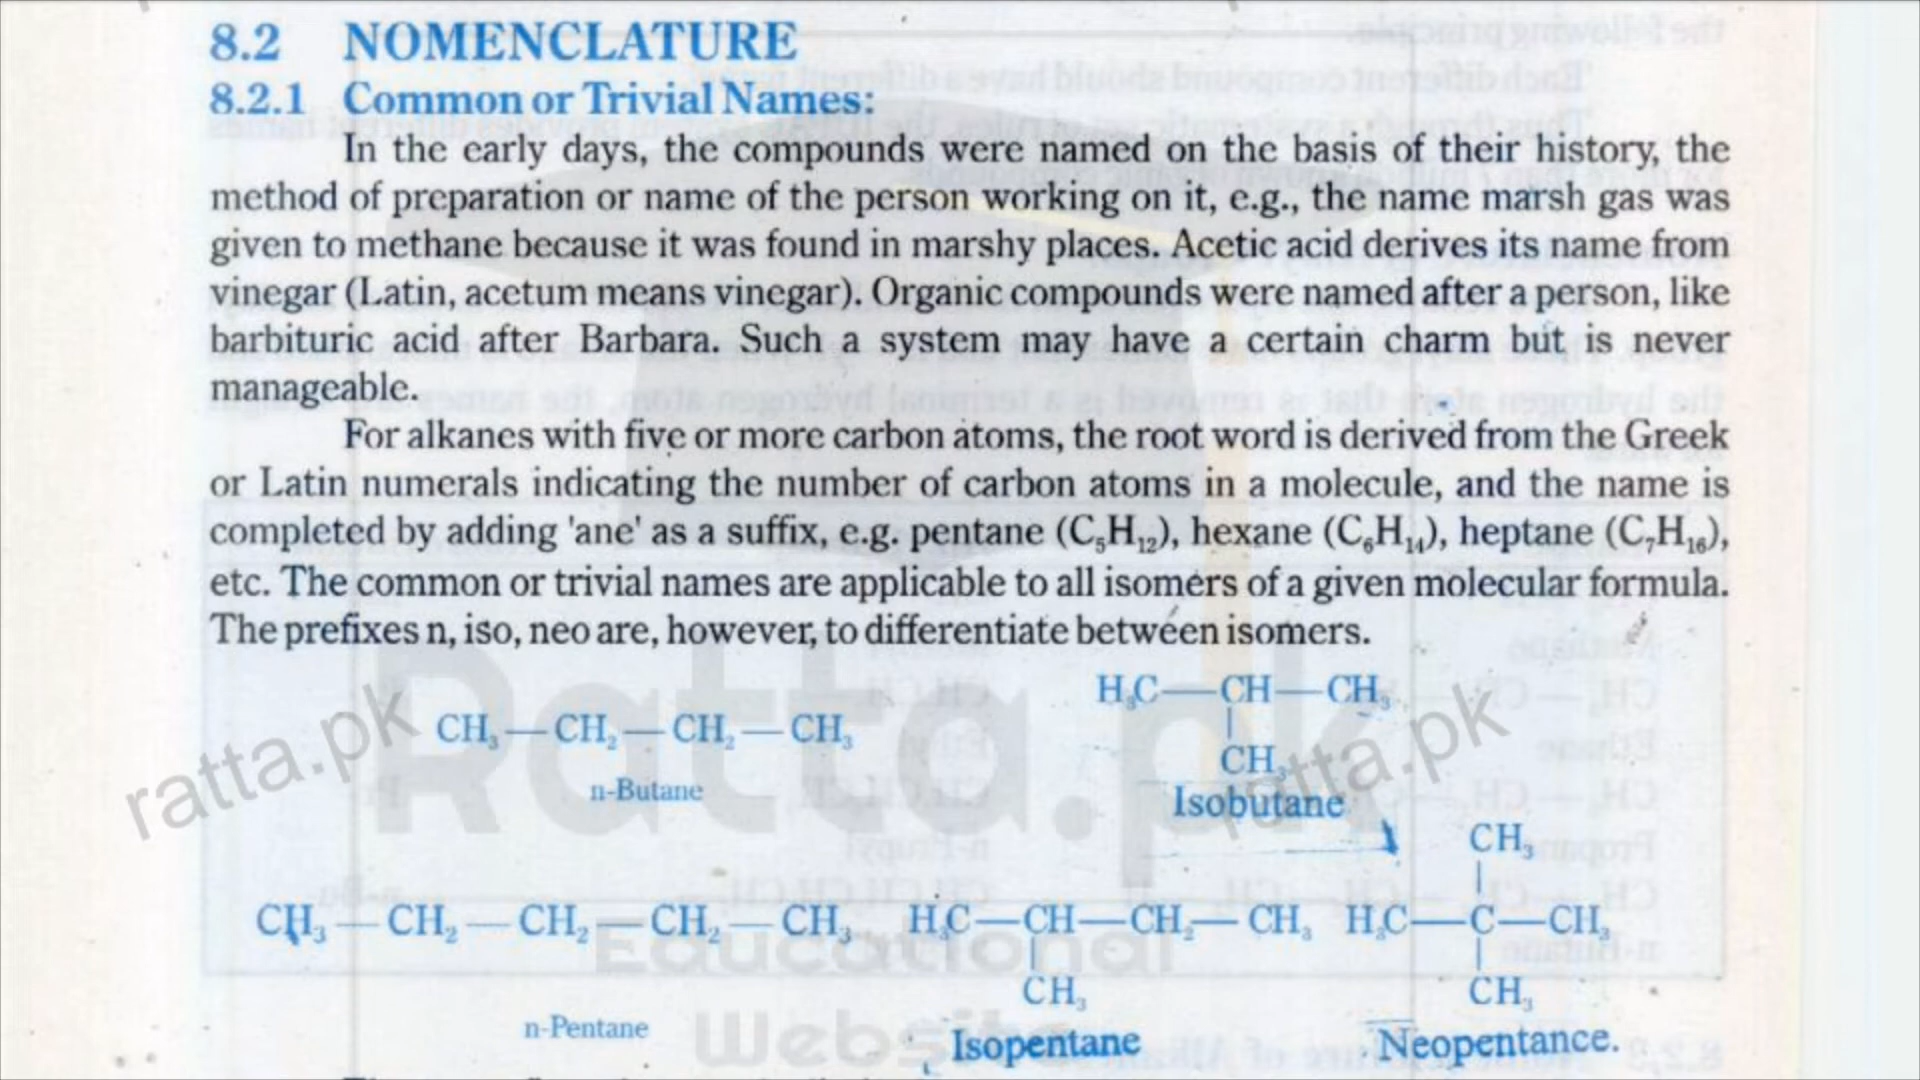 8.2 NOMENCLATURE
8.2.1 Common or Trivial Names:
In the early days, the compounds were named on the basis of their history, the
method of preparation or name of the person working on it, e.g., the name marsh gas was
given to methane because it was found in marshy places. Acetic acid derives its name from
vinegar (Latin, acetum means vinegar). Organic compounds were named after a person, like
barbituric acid after Barbara. Such a system may have a certain charm but is never
manageable.
For alkanes with five or more carbon atoms, the root word is derived from the Greek
or Latin numerals indicating the number of carbon atoms in a molecule, and the name is
completed by adding 'ane' as a suffix, e.g. pentane (C₅H₁₂), hexane (C₆H₁₄), heptane (C₇H₁₆),
etc. The common or trivial names are applicable to all isomers of a given molecular formula.
The prefixes n, iso, neo are, however, to differentiate between isomers.
H₃C—CH—CH₃
CH₃—CH₂—CH₂—CH₃
CH₃
n-Butane
Isobutane
CH₃
CH₃—CH₂—CH₂—CH₂—CH₃ H₃C—CH—CH₂—CH₃ H₃C—C—CH₃
CH₃ CH₃
n-Pentane Isopentane Neopentance.
ratta.pk
ratta.pk
Ratta.pk
Educational
Website